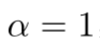 α = 1